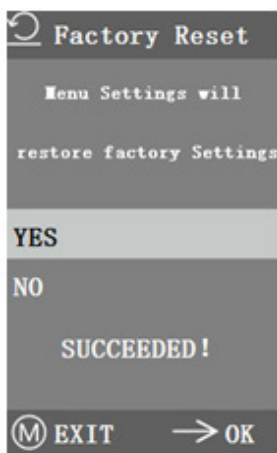 Factory Reset
Menu Settings will
restore factory Settings
YES
NO
SUCCEEDED!
M EXIT → OK